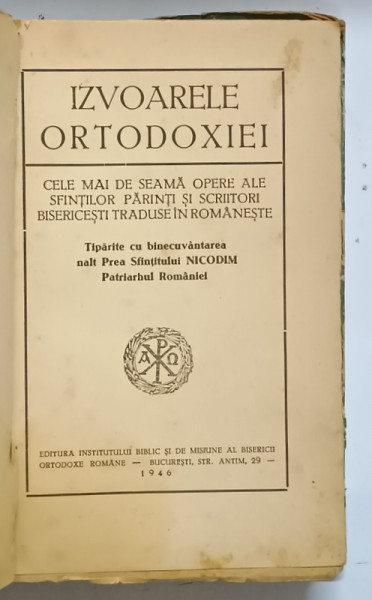 IZVOARELE
ORTODOXIEI
CELE MAI DE SEAMĂ OPERE ALE
SFINȚILOR PĂRINȚI ȘI SCRIITORI
BISERICEȘTI TRADUSE ÎN ROMÂNEȘTE
Tipărite cu binecuvântarea
nalt Prea Sfințitului NICODIM
Patriarhul României
Α Ρ Ω
EDITURA INSTITUTULUI BIBLIC ȘI DE MISIUNE AL BISERICII
ORTODOXE ROMÂNE — BUCUREȘTI, STR. ANTIM, 29 —
1946